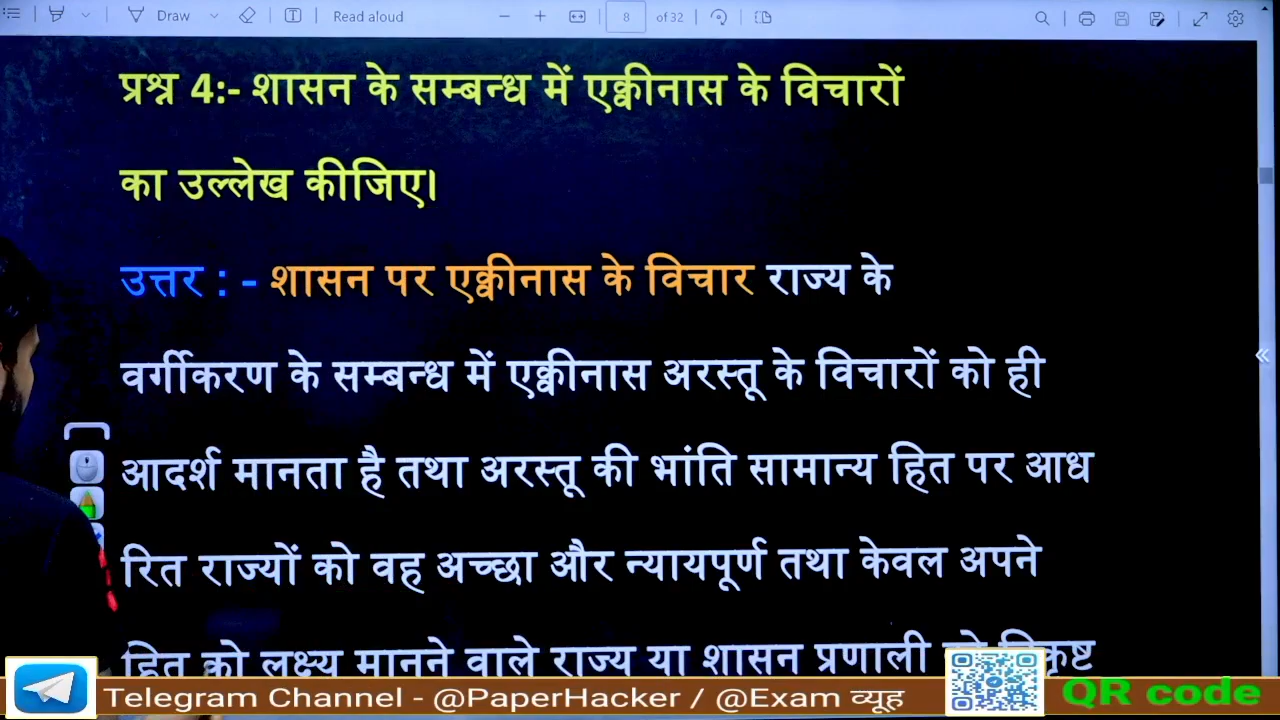 Draw
Read aloud
8 of 32
प्रश्न 4:- शासन के सम्बन्ध में एक्वीनास के विचारों
का उल्लेख कीजिए।
उत्तर : - शासन पर एक्वीनास के विचार राज्य के
वर्गीकरण के सम्बन्ध में एक्वीनास अरस्तू के विचारों को ही
आदर्श मानता है तथा अरस्तू की भांति सामान्य हित पर आध
रित राज्यों को वह अच्छा और न्यायपूर्ण तथा केवल अपने
हित को लक्ष्य मानने वाले राज्य या शासन प्रणाली
Telegram Channel - @PaperHacker / @Exam व्यूह
QR code